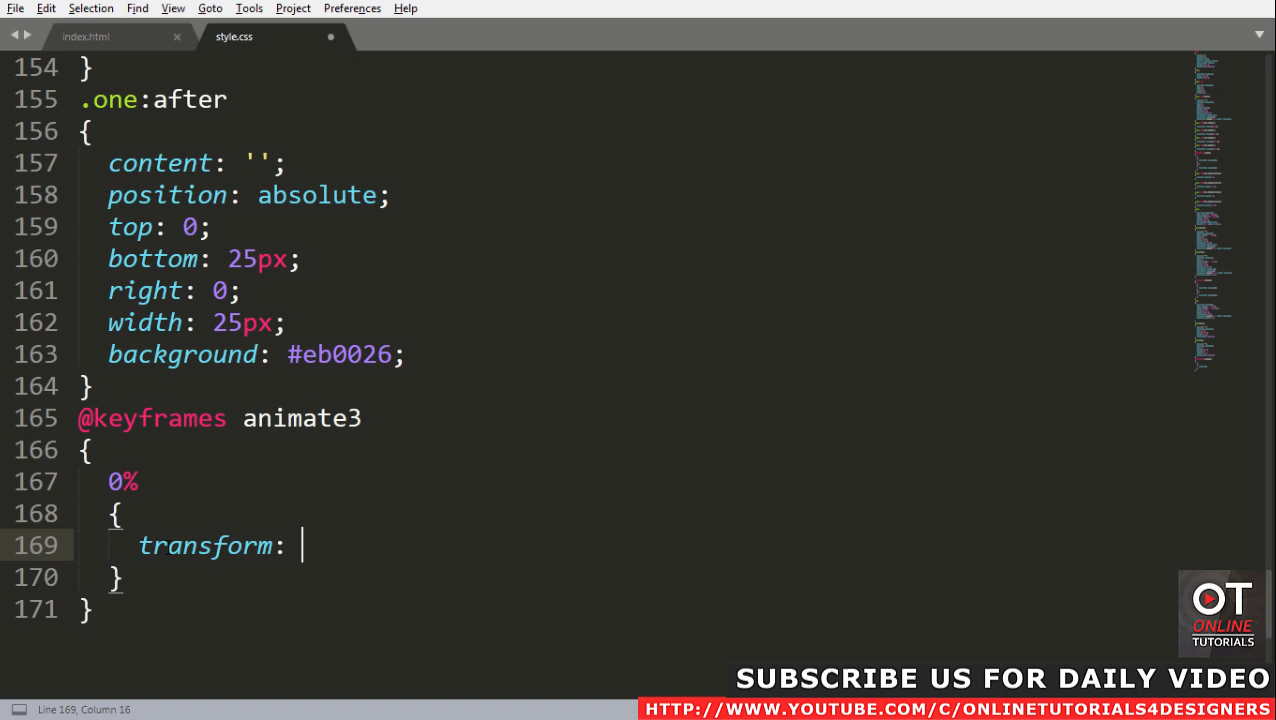 File Edit Selection Find View Goto Tools Project Preferences Help
index.html × style.css
154 }
155 .one:after
156 {
157 content: '';
158 position: absolute;
159 top: 0;
160 bottom: 25px;
161 right: 0;
162 width: 25px;
163 background: #eb0026;
164 }
165 @keyframes animate3
166 {
167 0%
168 {
169 transform:
170 }
171 }
OT
ONLINE
TUTORIALS
SUBSCRIBE US FOR DAILY VIDEO
Line 169, Column 16
HTTP://WWW.YOUTUBE.COM/C/ONLINETUTORIALS4DESIGNERS